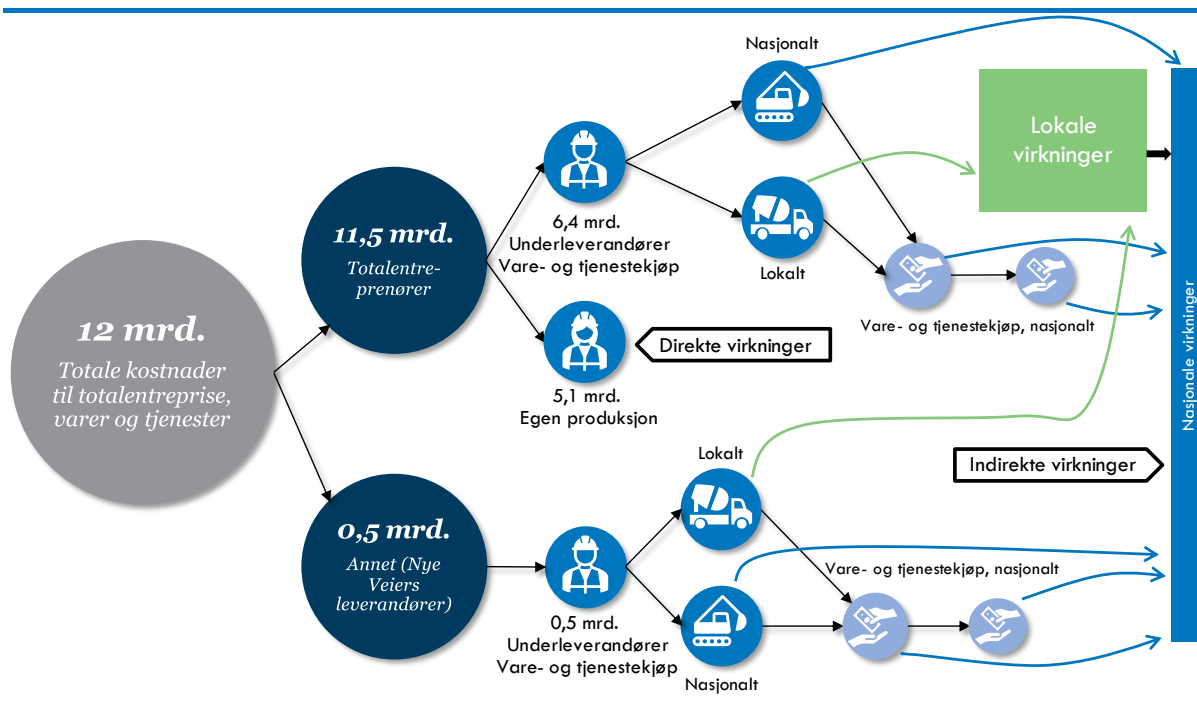 12 mrd.
Totale kostnader
til totalentreprise,
varer og tjenester
11,5 mrd.
Totalentre-
prenører
0,5 mrd.
Annet (Nye
Veiers
leverandører)
6,4 mrd.
Underleverandører
Vare- og tjenestekjøp
5,1 mrd.
Egen produksjon
Direkte virkninger
Nasjonalt
Lokalt
Vare- og tjenestekjøp, nasjonalt
Lokale
virkninger
0,5 mrd.
Underleverandører
Vare- og tjenestekjøp
Lokalt
Nasjonalt
Vare- og tjenestekjøp, nasjonalt
Indirekte virkninger
Nasjonale virkninger